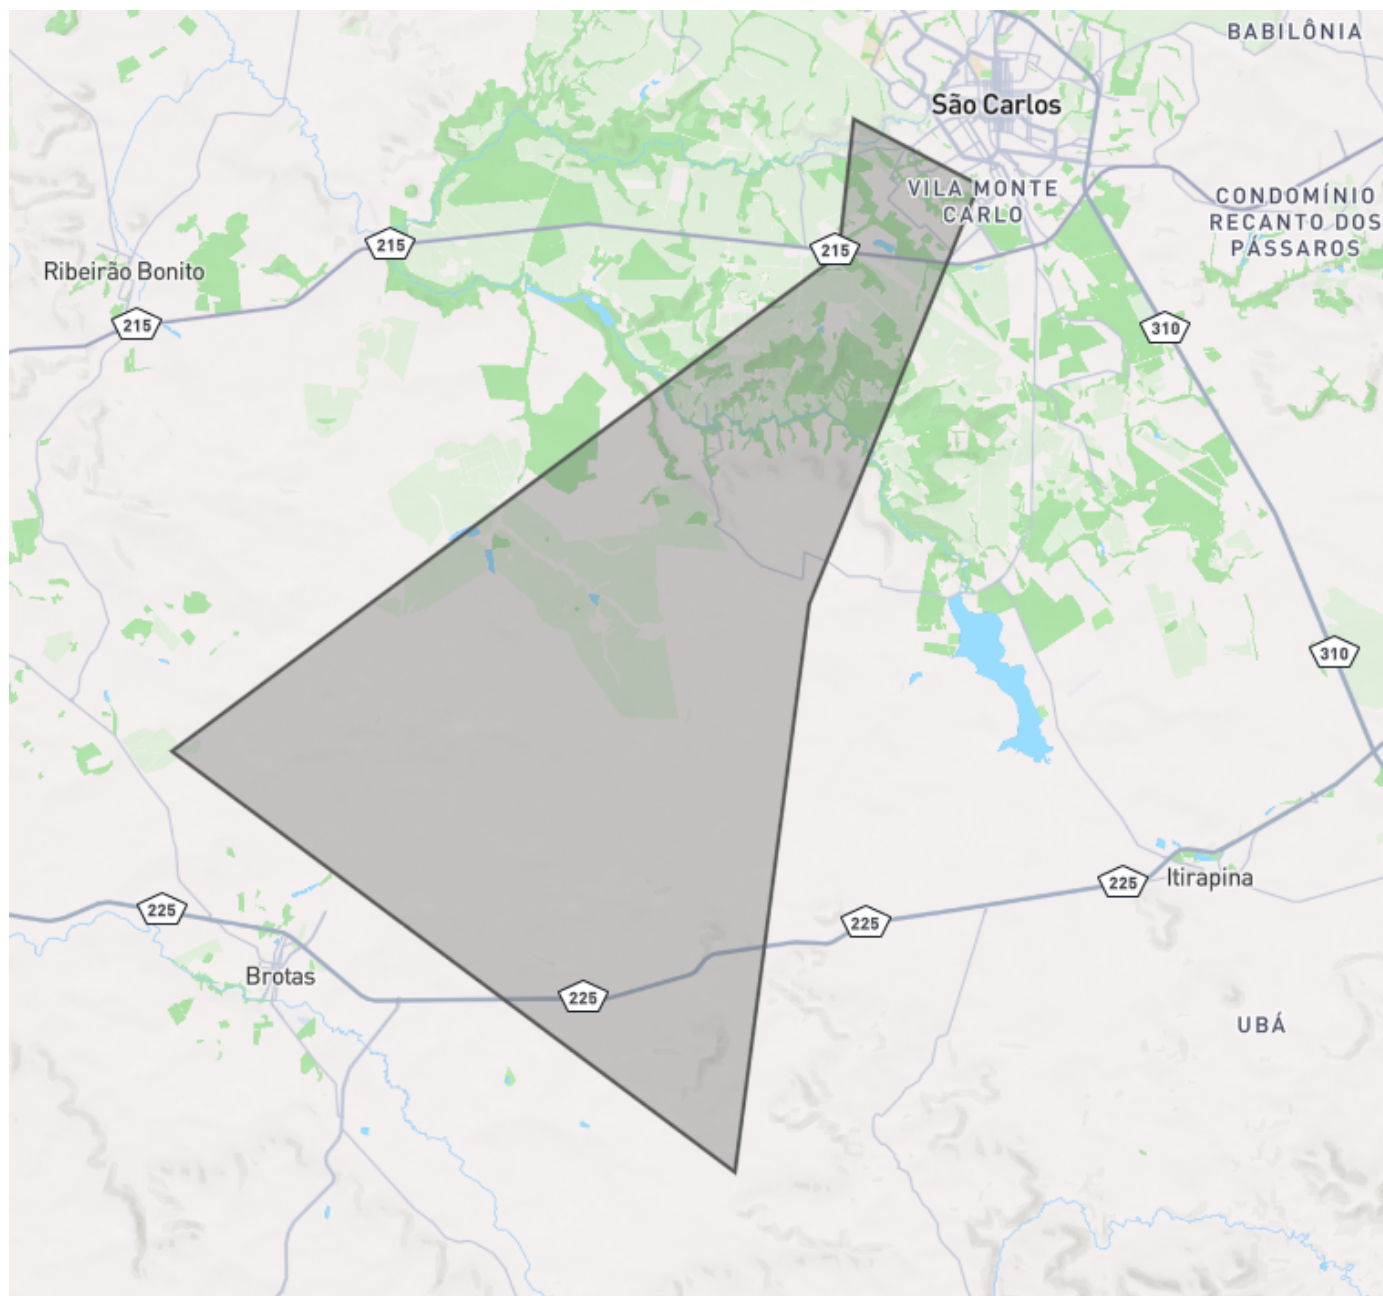 BABILÔNIA
São Carlos
VILA MONTE
CARLO
CONDOMÍNIO
RECANTO DOS
PÁSSAROS
215
215
Ribeirão Bonito
215
310
310
225
Itirapina
225
225
Brotas
225
UBÁ